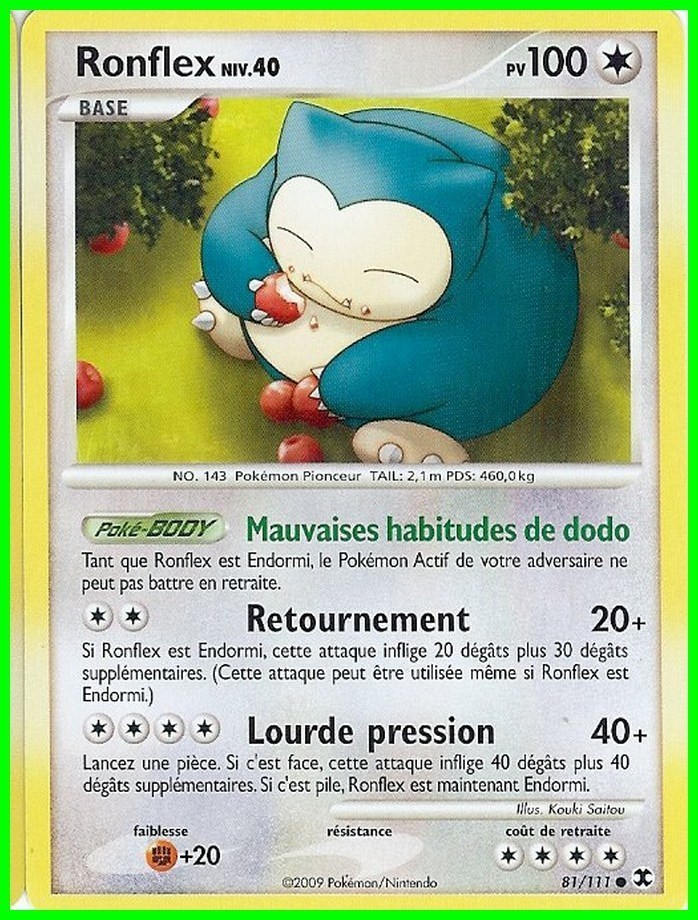 Ronflex NIV.40 PV 100
BASE
NO. 143 Pokémon Pionceur TAIL: 2,1 m PDS: 460,0 kg
Poké-BODY Mauvaises habitudes de dodo
Tant que Ronflex est Endormi, le Pokémon Actif de votre adversaire ne
peut pas battre en retraite.
Retournement 20+
Si Ronflex est Endormi, cette attaque inflige 20 dégâts plus 30 dégâts
supplémentaires. (Cette attaque peut être utilisée même si Ronflex est
Endormi.)
Lourde pression 40+
Lancez une pièce. Si c'est face, cette attaque inflige 40 dégâts plus 40
dégâts supplémentaires. Si c'est pile, Ronflex est maintenant Endormi.
Illus. Kouki Saitou
faiblesse résistance coût de retraite
+20
©2009 Pokémon/Nintendo 81/111